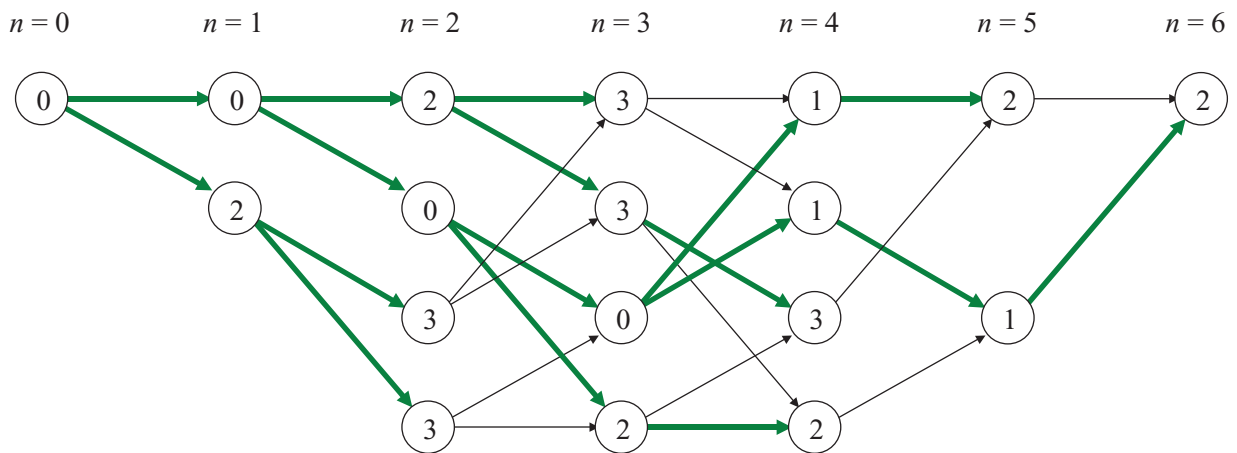 n = 0 n = 1 n = 2 n = 3 n = 4 n = 5 n = 6
0 0 2 3 1 2 2
2 0 3 1
3 0 3 1
3 2 2